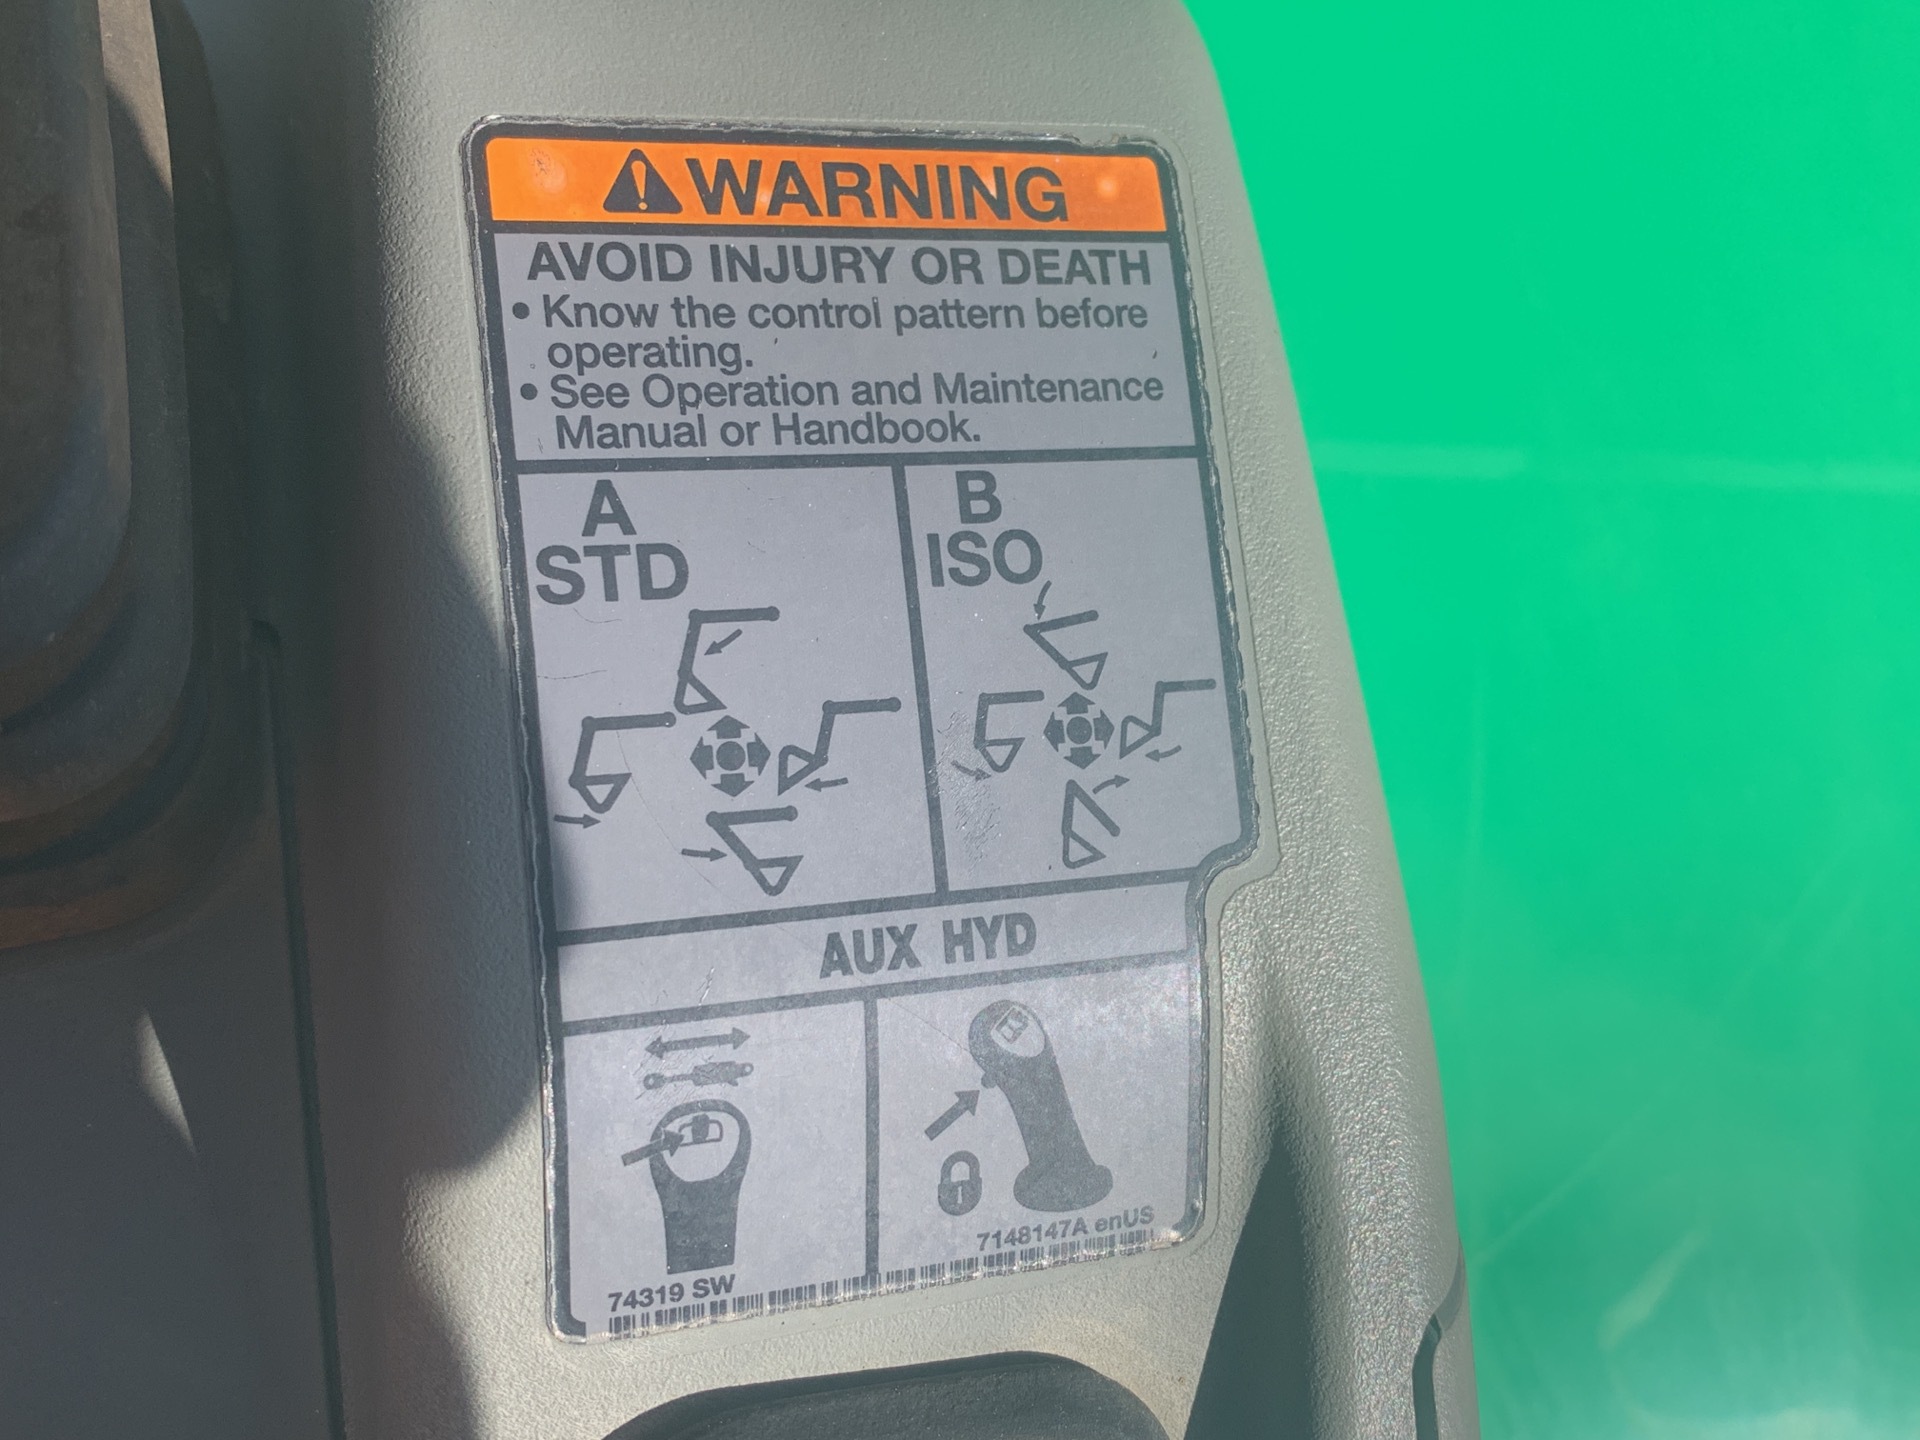 WARNING
AVOID INJURY OR DEATH
• Know the control pattern before
operating.
• See Operation and Maintenance
Manual or Handbook.
A
STD
B
ISO
AUX HYD
74319 SW
7148147A enUS